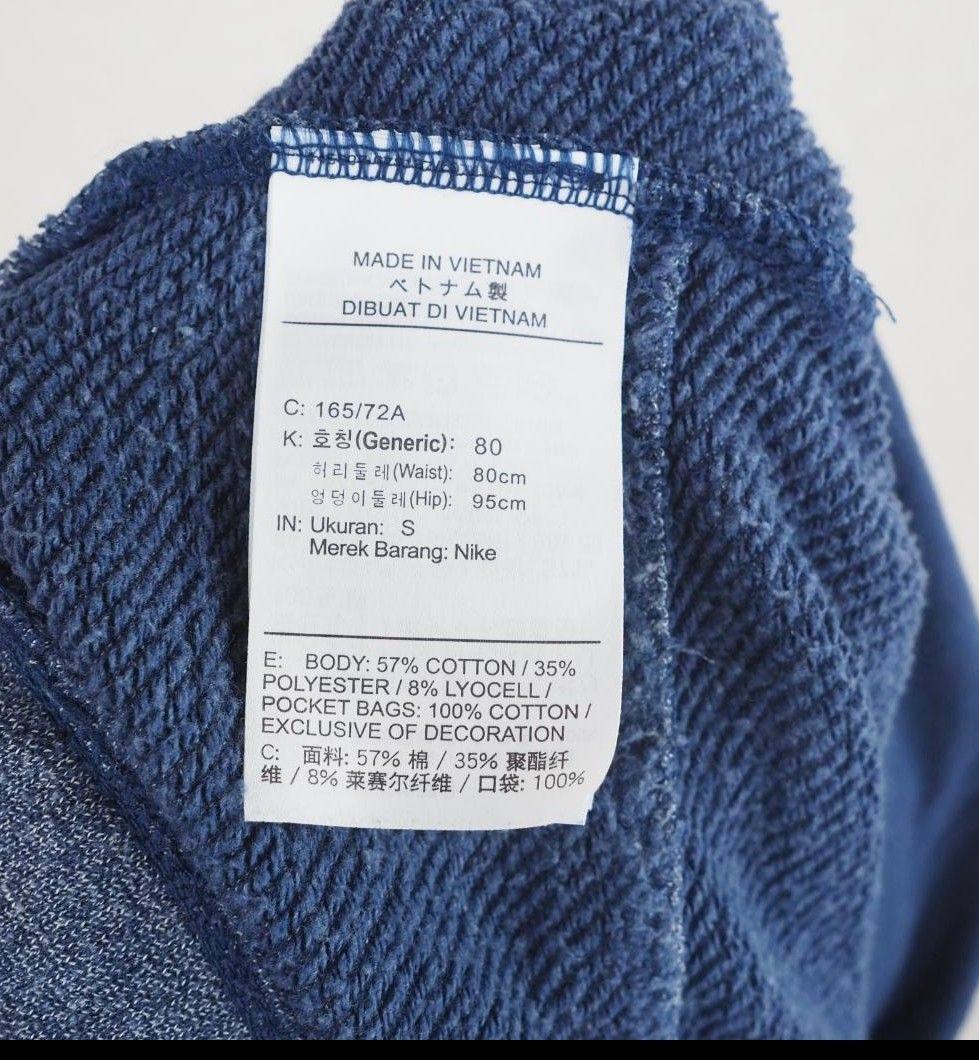 MADE IN VIETNAM
ベトナム製
DIBUAT DI VIETNAM
C: 165/72A
K: 호칭(Generic): 80
허리둘레(Waist): 80cm
엉덩이둘레(Hip): 95cm
IN: Ukuran: S
Merek Barang: Nike
E: BODY: 57% COTTON / 35%
POLYESTER / 8% LYOCELL /
POCKET BAGS: 100% COTTON /
EXCLUSIVE OF DECORATION
C: 面料: 57% 棉 / 35% 聚酯纤
维 / 8% 莱赛尔纤维 / 口袋: 100%